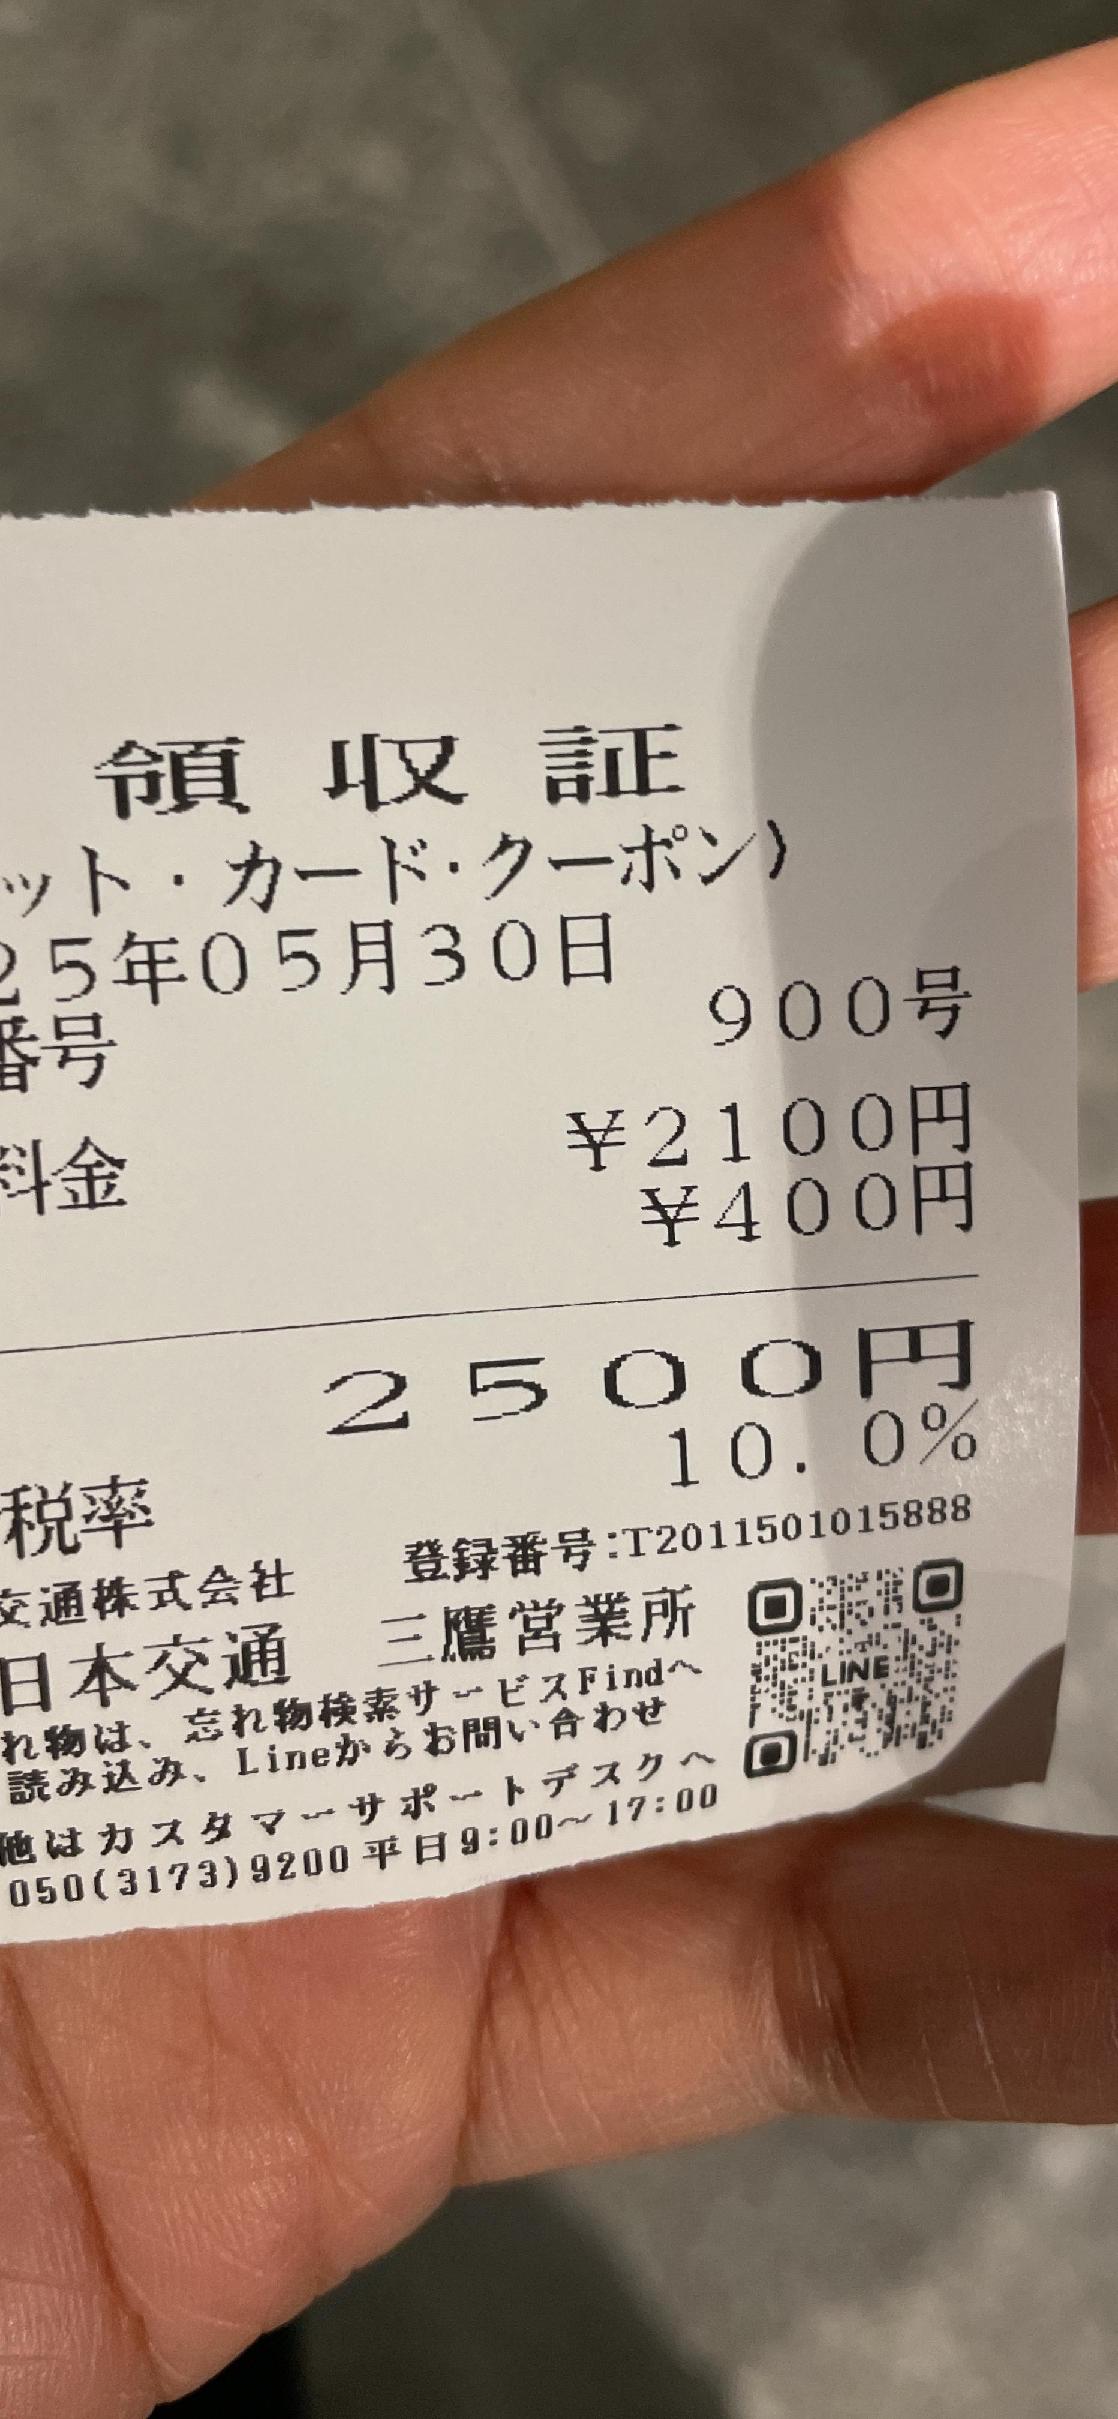 領収証
ット・カード・クーポン)
25年05月30日
番号 900号
料金 ¥2100円
¥400円
2500円
税率 10.0%
登録番号:T2011501015888
交通株式会社
日本交通 三鷹営業所
れ物は、忘れ物検索サービスFindへ
読み込み、Lineからお問い合わせ
他はカスタマーサポートデスクへ
050(3173)9200平日9:00～17:00
LINE